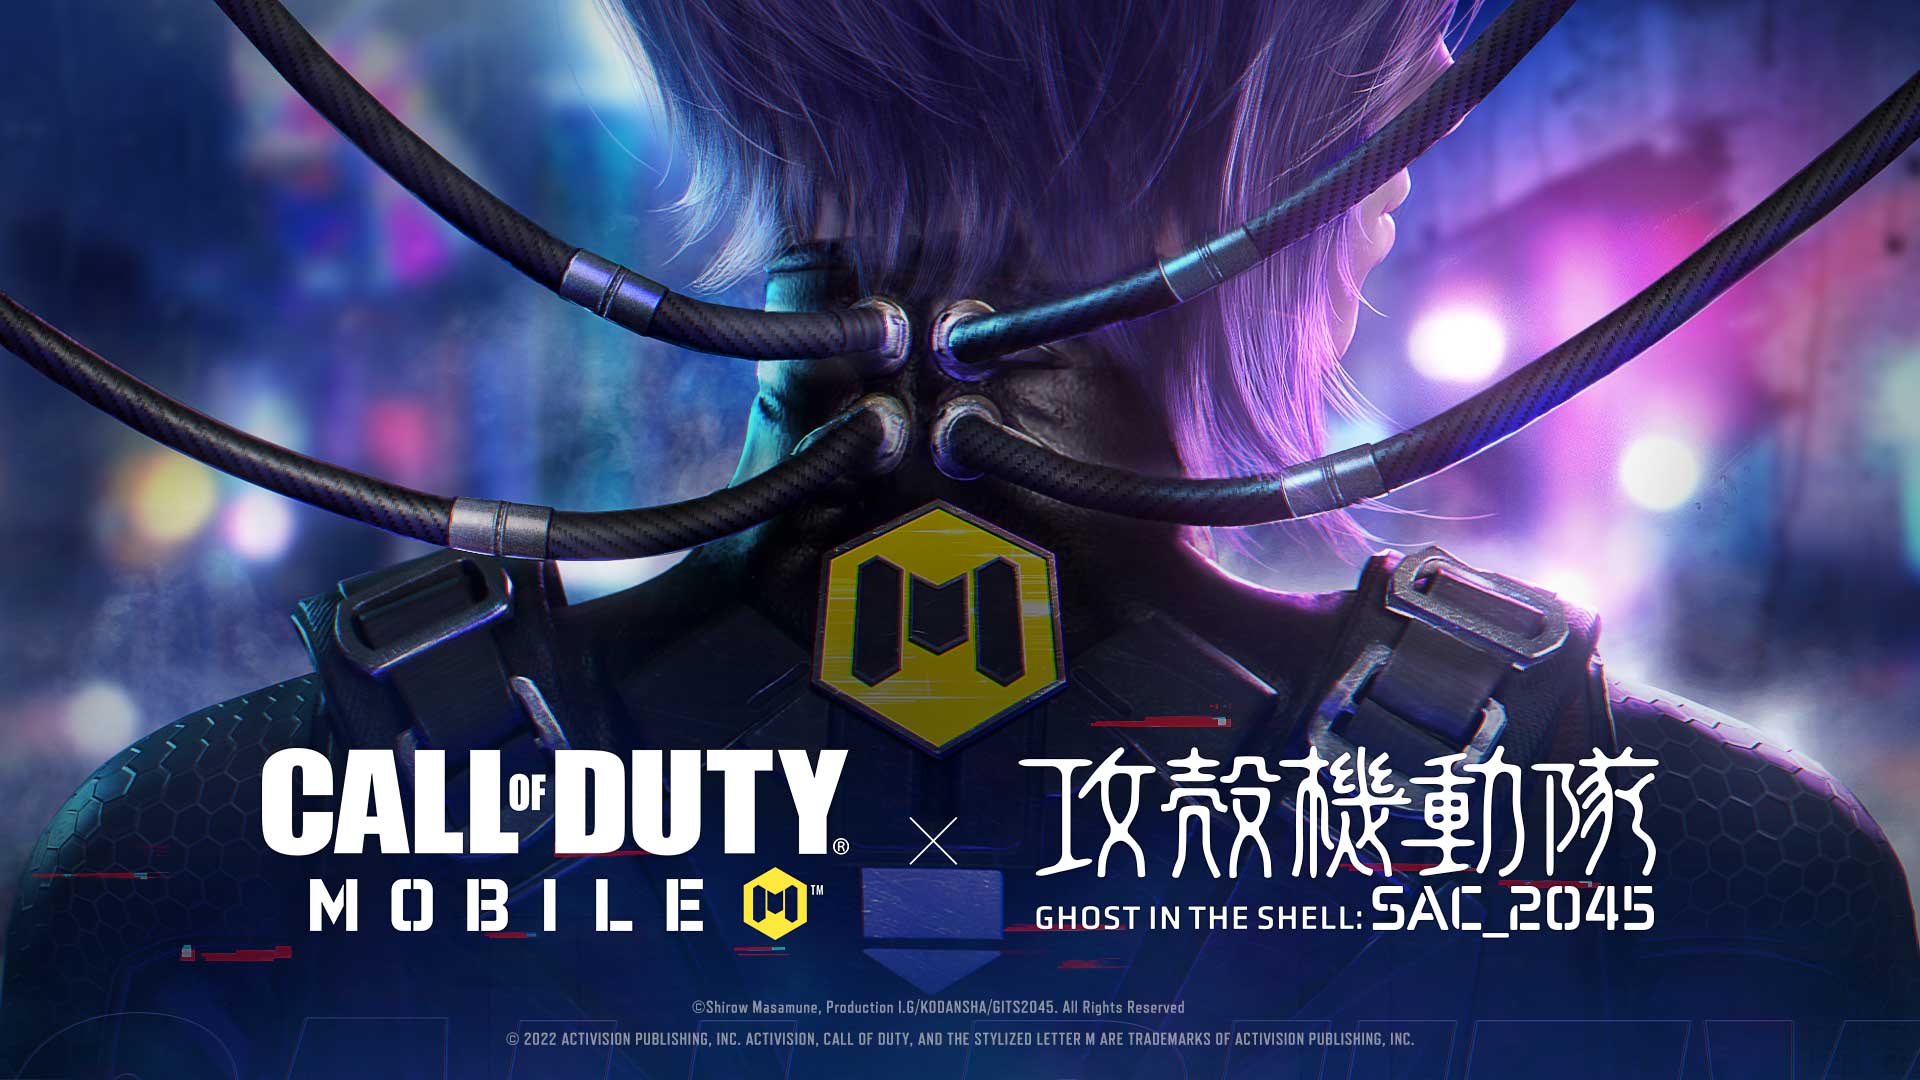 CALL OF DUTY®
MOBILE ™
×
攻殻機動隊
GHOST IN THE SHELL: SAC_2045
©Shirow Masamune, Production I.G/KODANSHA/GITS2045. All Rights Reserved
© 2022 ACTIVISION PUBLISHING, INC. ACTIVISION, CALL OF DUTY, AND THE STYLIZED LETTER M ARE TRADEMARKS OF ACTIVISION PUBLISHING, INC.